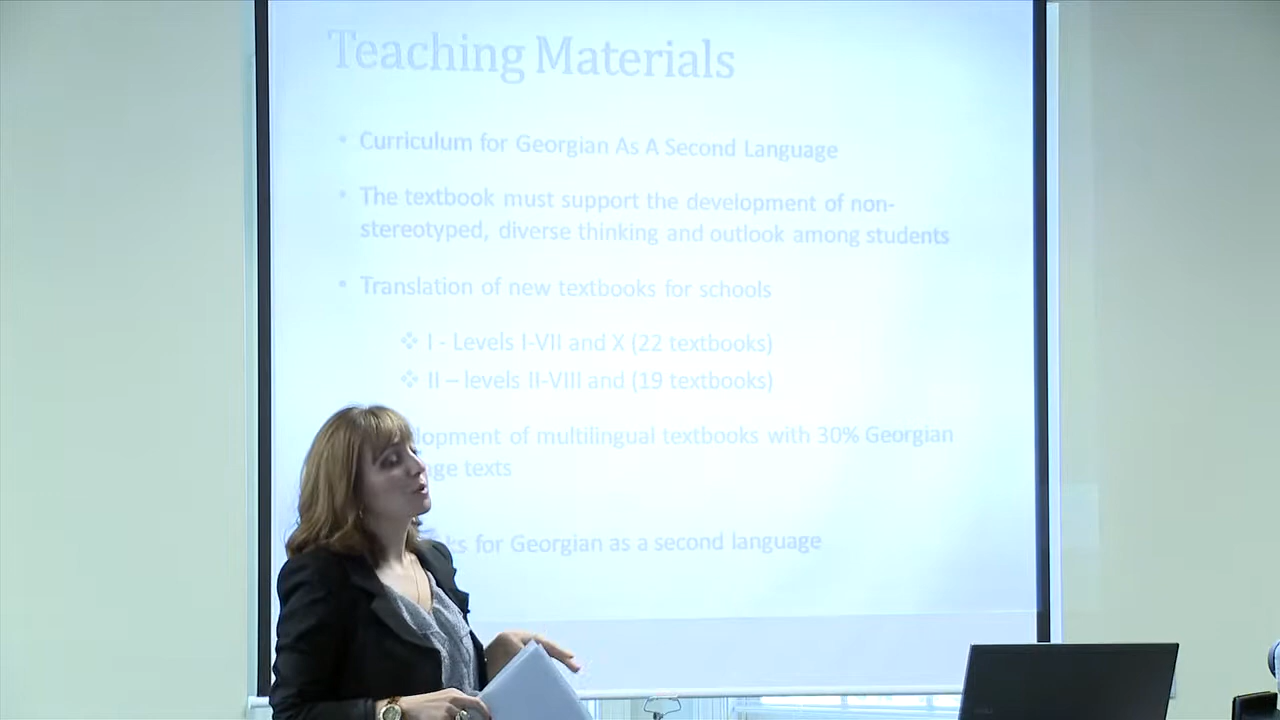 Teaching Materials
• Curriculum for Georgian As A Second Language
• The textbook must support the development of non-
stereotyped, diverse thinking and outlook among students
• Translation of new textbooks for schools
❖ I - Levels I-VII and X (22 textbooks)
❖ II – levels II-VIII and (19 textbooks)
lopment of multilingual textbooks with 30% Georgian
ge texts
ks for Georgian as a second language